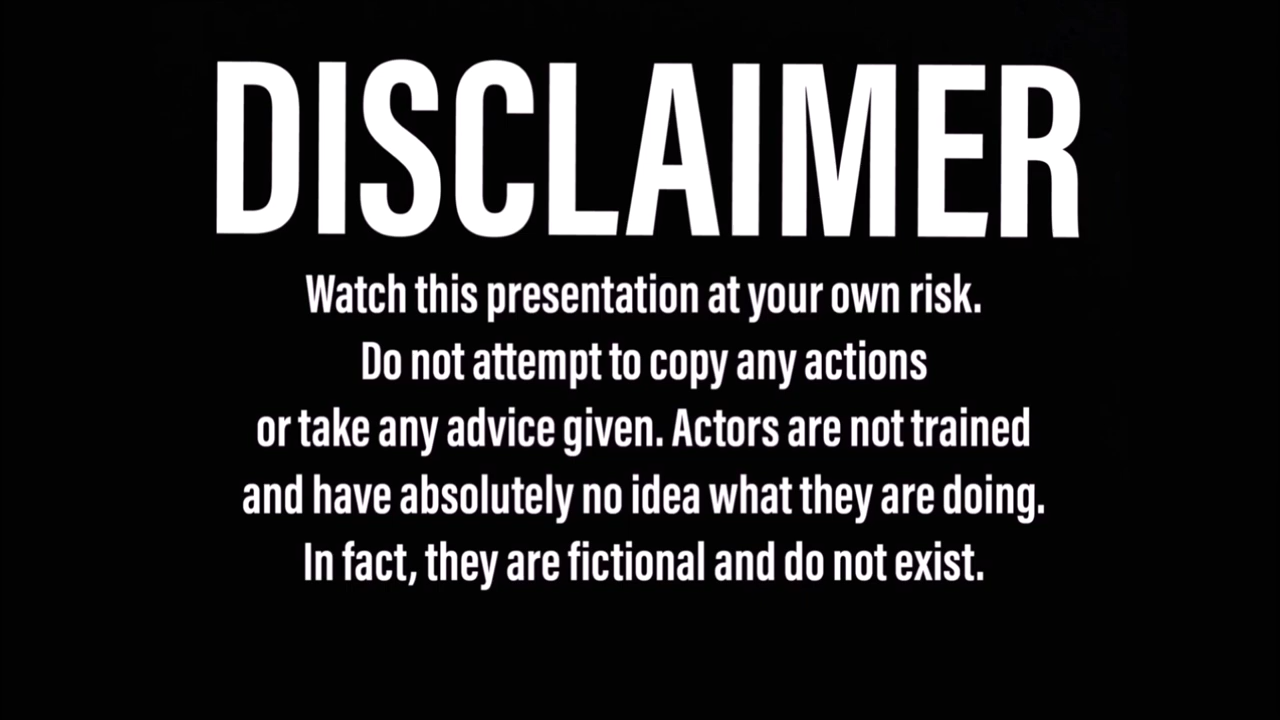 DISCLAIMER
Watch this presentation at your own risk.
Do not attempt to copy any actions
or take any advice given. Actors are not trained
and have absolutely no idea what they are doing.
In fact, they are fictional and do not exist.